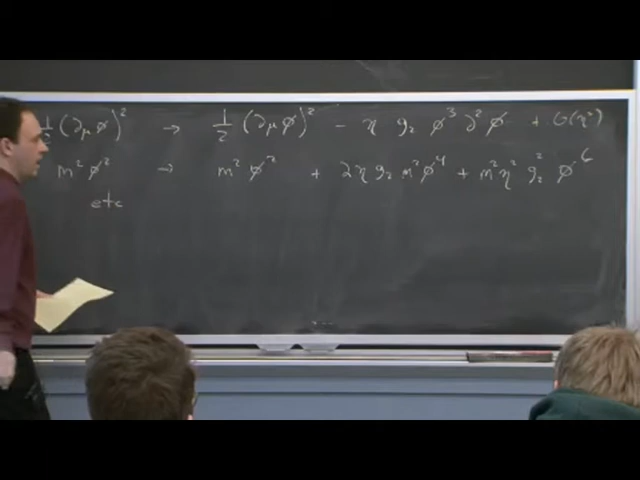 ½ (∂_μ φ)² → ½ (∂_μ φ)² − η g₂ φ³ ∂² φ + O(η²)
m² φ² → m² φ² + 2η g₂ m² φ⁴ + m² η² g₂² φ⁶
etc